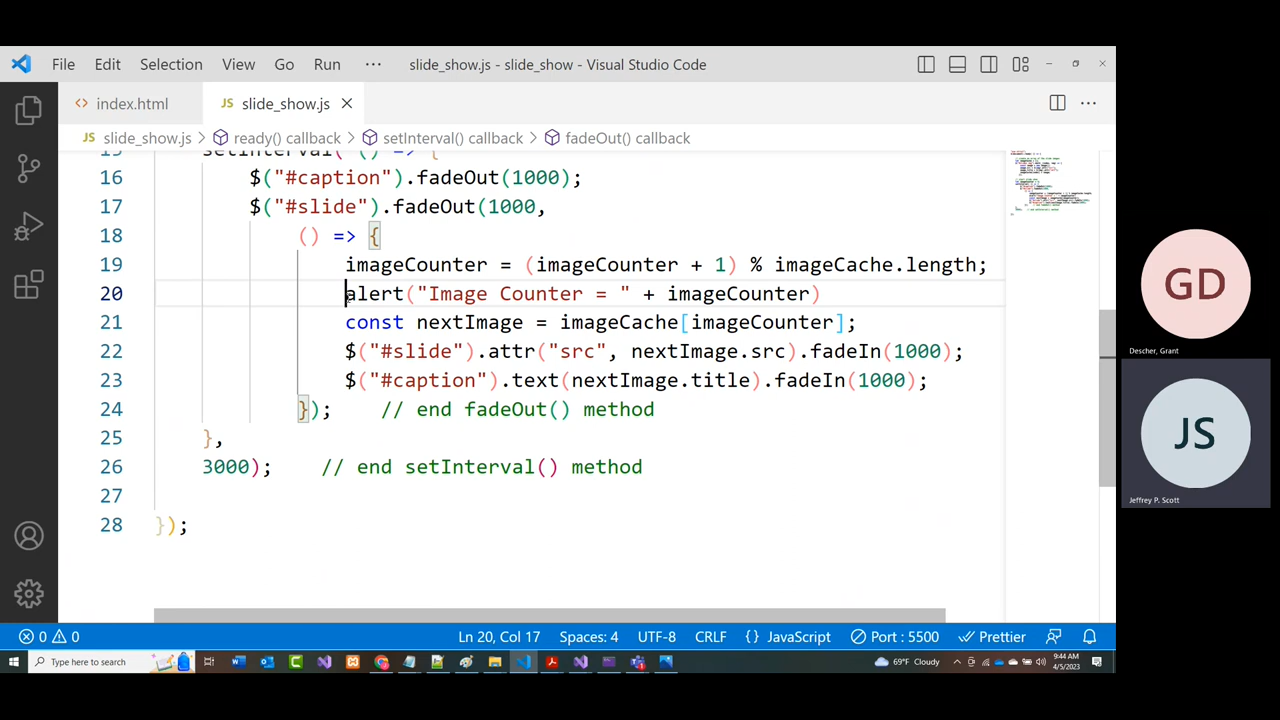 File Edit Selection View Go Run ··· slide_show.js - slide_show - Visual Studio Code
index.html JS slide_show.js
JS slide_show.js > ready() callback > setInterval() callback > fadeOut() callback
15 setInterval( () => {
16 $("#caption").fadeOut(1000);
17 $("#slide").fadeOut(1000,
18 () => {
19 imageCounter = (imageCounter + 1) % imageCache.length;
20 alert("Image Counter = " + imageCounter)
21 const nextImage = imageCache[imageCounter];
22 $("#slide").attr("src", nextImage.src).fadeIn(1000);
23 $("#caption").text(nextImage.title).fadeIn(1000);
24 }); // end fadeOut() method
25 },
26 3000); // end setInterval() method
27
28 });
GD
Descher, Grant
JS
Jeffrey P. Scott
0 0 Ln 20, Col 17 Spaces: 4 UTF-8 CRLF {} JavaScript Port : 5500 Prettier
Type here to search 69°F Cloudy 9:44 AM
4/5/2023